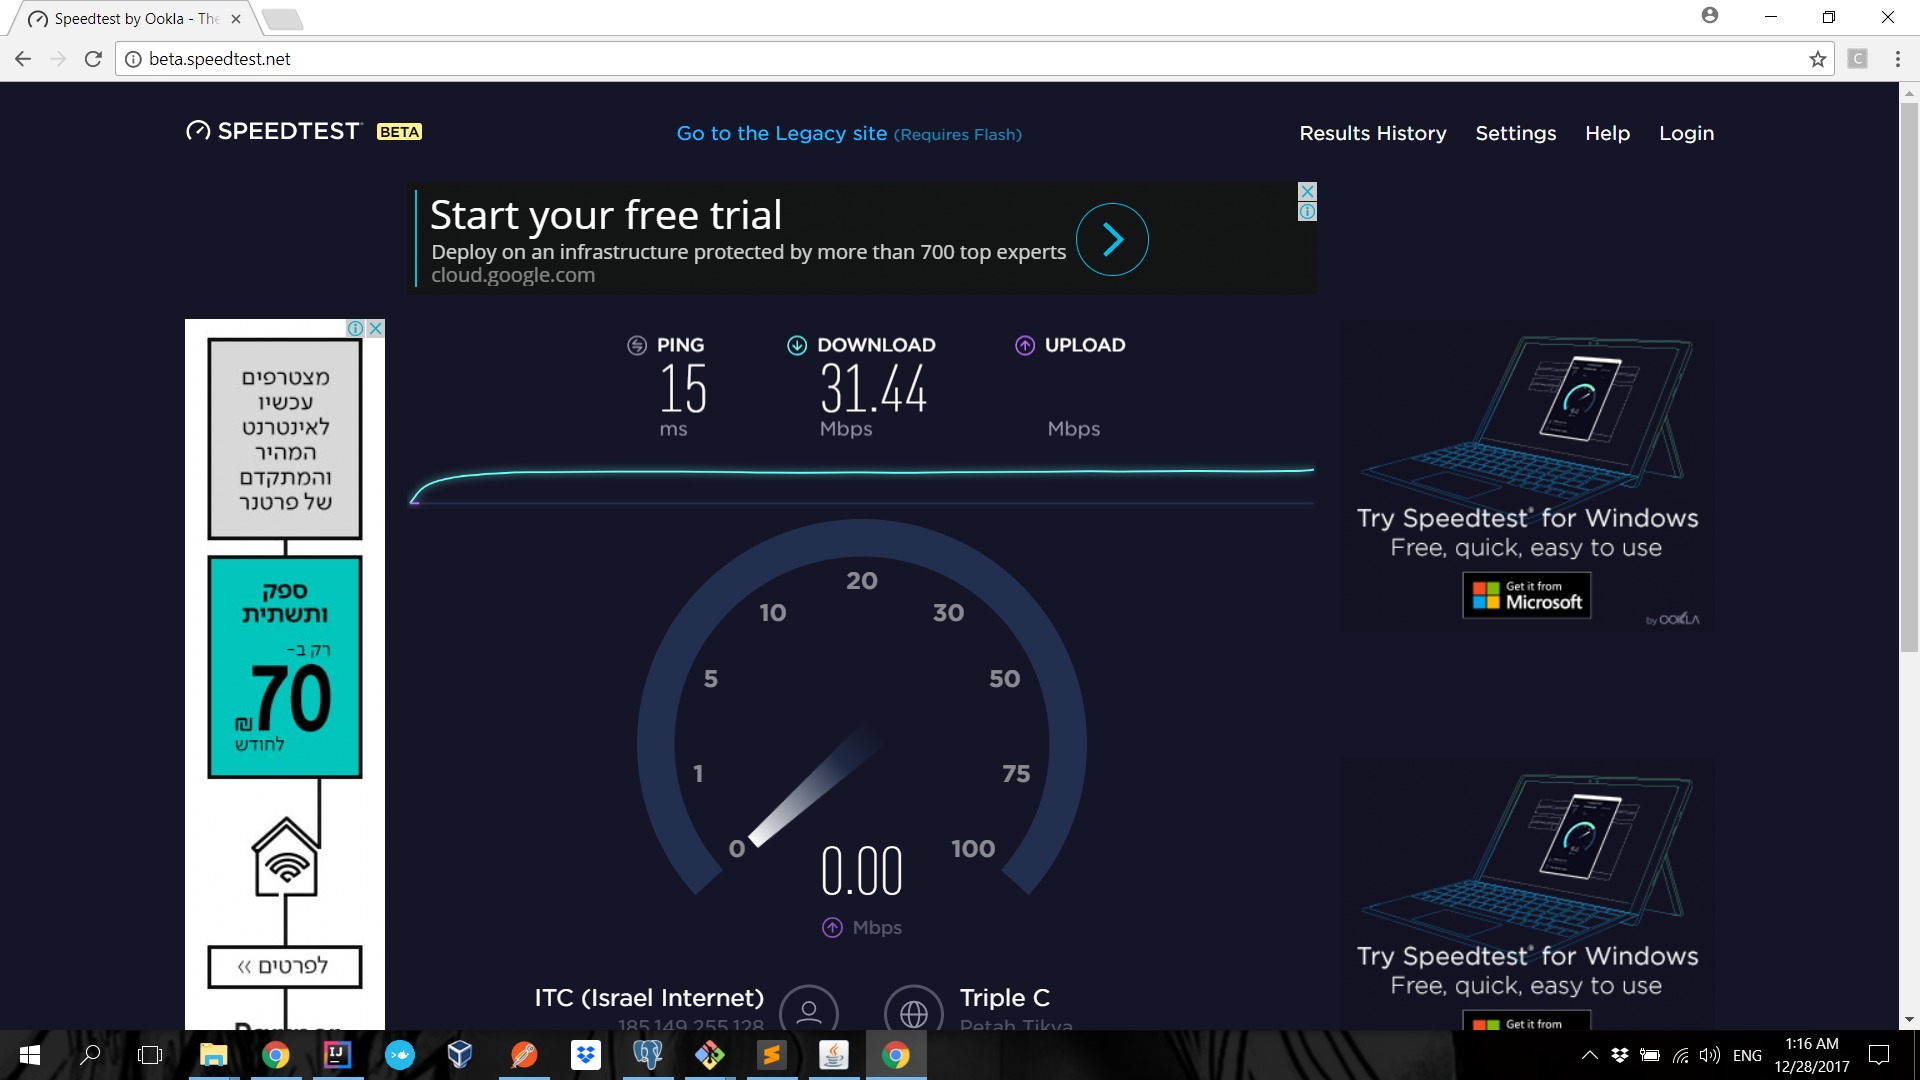 Speedtest by Ookla - The
beta.speedtest.net
SPEEDTEST BETA
Go to the Legacy site (Requires Flash)
Results History Settings Help Login
Start your free trial
Deploy on an infrastructure protected by more than 700 top experts
cloud.google.com
מצטרפים
עכשיו
לאינטרנט
המהיר
והמתקדם
של פרטנר
ספק
ותשתית
רק ב-
70 ₪
לחודש
לפרטים >>
PING
15
ms
DOWNLOAD
31.44
Mbps
UPLOAD
Mbps
0
1
5
10
20
30
50
75
100
0.00
Mbps
ITC (Israel Internet)
185.149.255.128
Triple C
Petah Tikva
Try Speedtest® for Windows
Free, quick, easy to use
Get it from
Microsoft
by OOKLA
Try Speedtest® for Windows
Free, quick, easy to use
Get it from
IJ
ENG
1:16 AM
12/28/2017